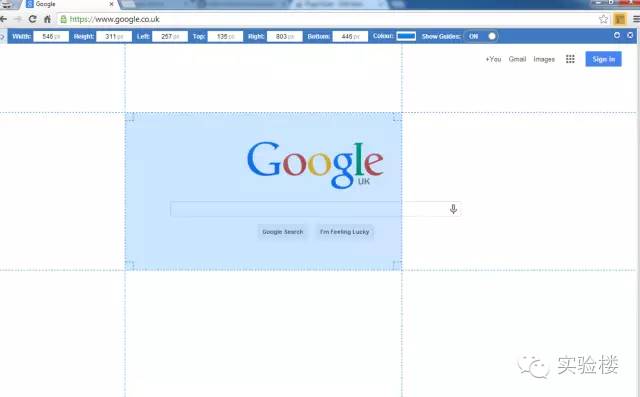 Google
https://www.google.co.uk
Width: 546 px Height: 311 px Left: 257 px Top: 135 px Right: 803 px Bottom: 446 px Colour: Show Guides: ON
+You Gmail Images Sign in
Google
UK
Google Search I'm Feeling Lucky
实验楼